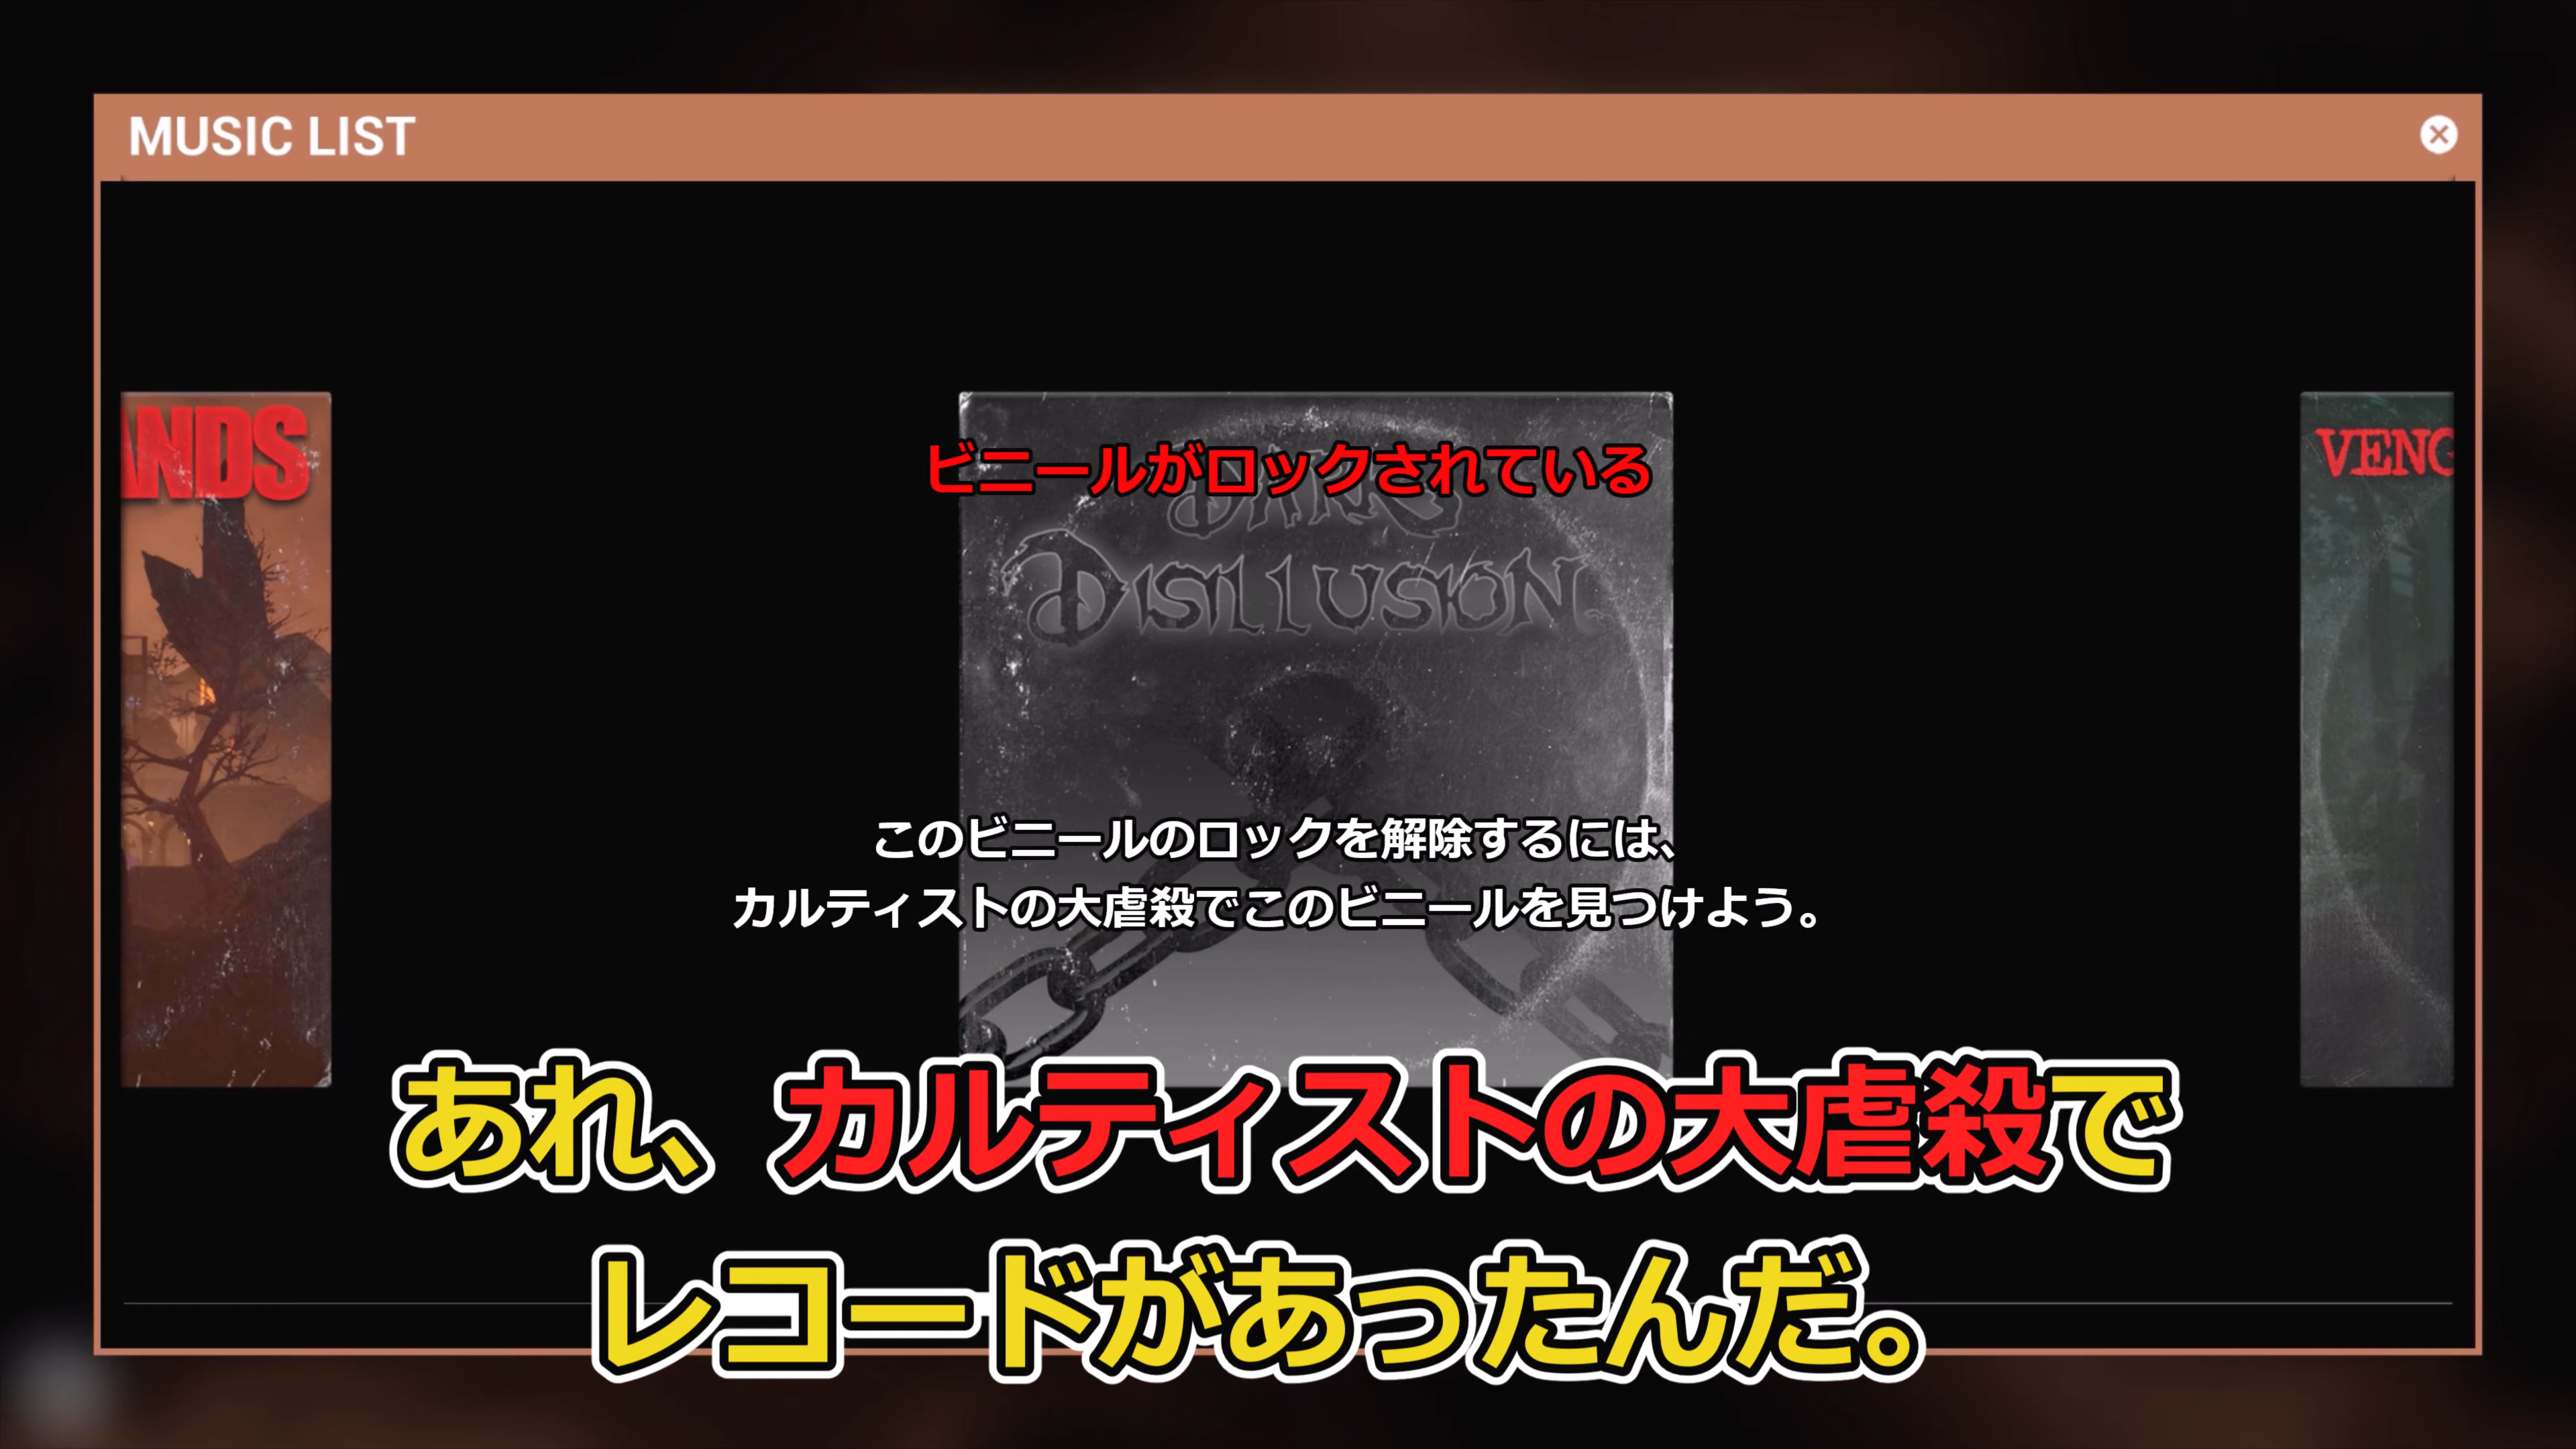 MUSIC LIST
ANDS
VENG
ビニールがロックされている
DARK
DISILLUSION
このビニールのロックを解除するには、
カルティストの大虐殺でこのビニールを見つけよう。
あれ、カルティストの大虐殺で
レコードがあったんだ。